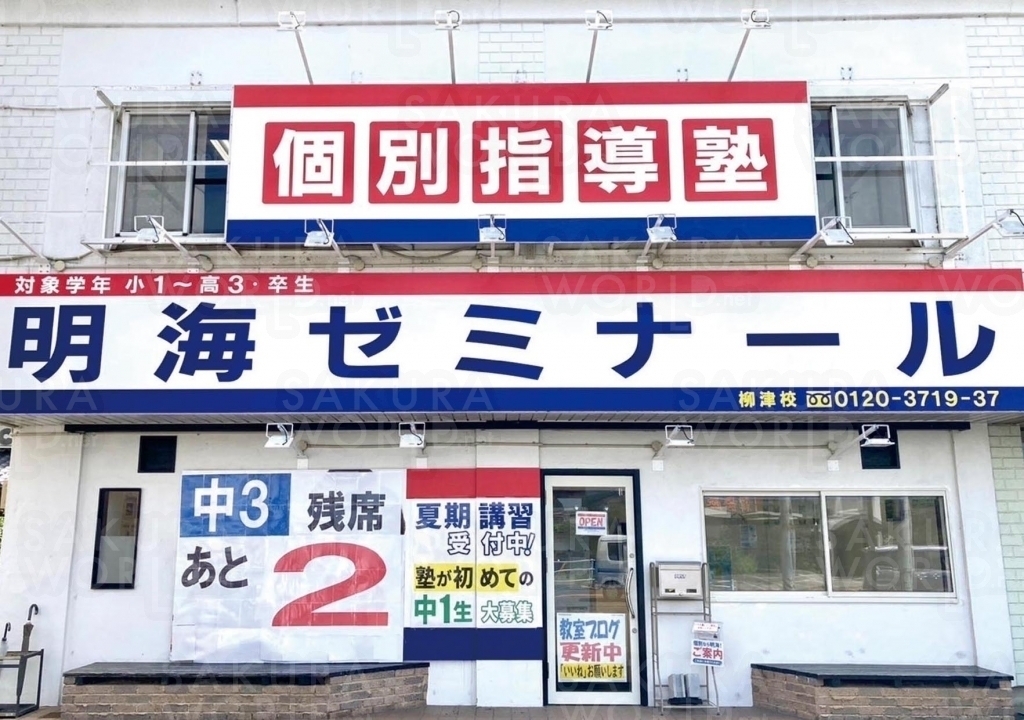 個別指導塾
対象学年 小1～高3・卒生
明海ゼミナール
柳津校 0120-3719-37
中3 残席
あと2
夏期講習
受付中!
塾が初めての
中1生 大募集
OPEN
教室ブログ
更新中
「いいね」お願いします
ご案内
SAKURA
WORLD